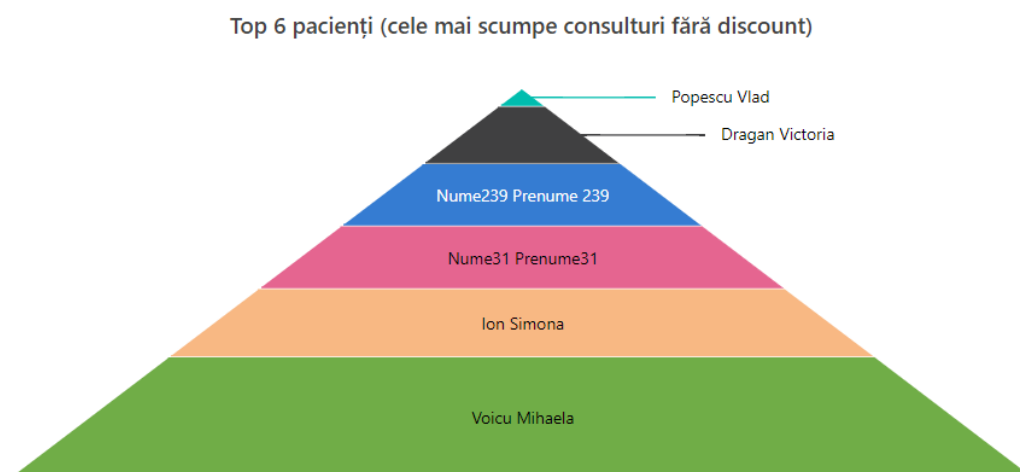 Top 6 pacienți (cele mai scumpe consulturi fără discount)
Popescu Vlad
Dragan Victoria
Nume239 Prenume 239
Nume31 Prenume31
Ion Simona
Voicu Mihaela